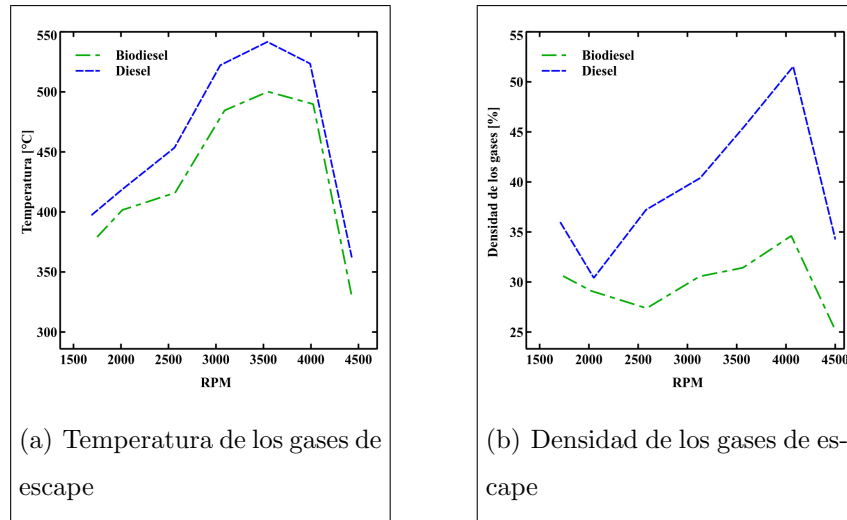 550
500
450
400
350
300
Temperatura [°C]
Biodiesel
Diesel
1500 2000 2500 3000 3500 4000 4500
RPM
(a) Temperatura de los gases de
escape
55
50
45
40
35
30
25
Densidad de los gases [%]
Biodiesel
Diesel
1500 2000 2500 3000 3500 4000 4500
RPM
(b) Densidad de los gases de es-
cape